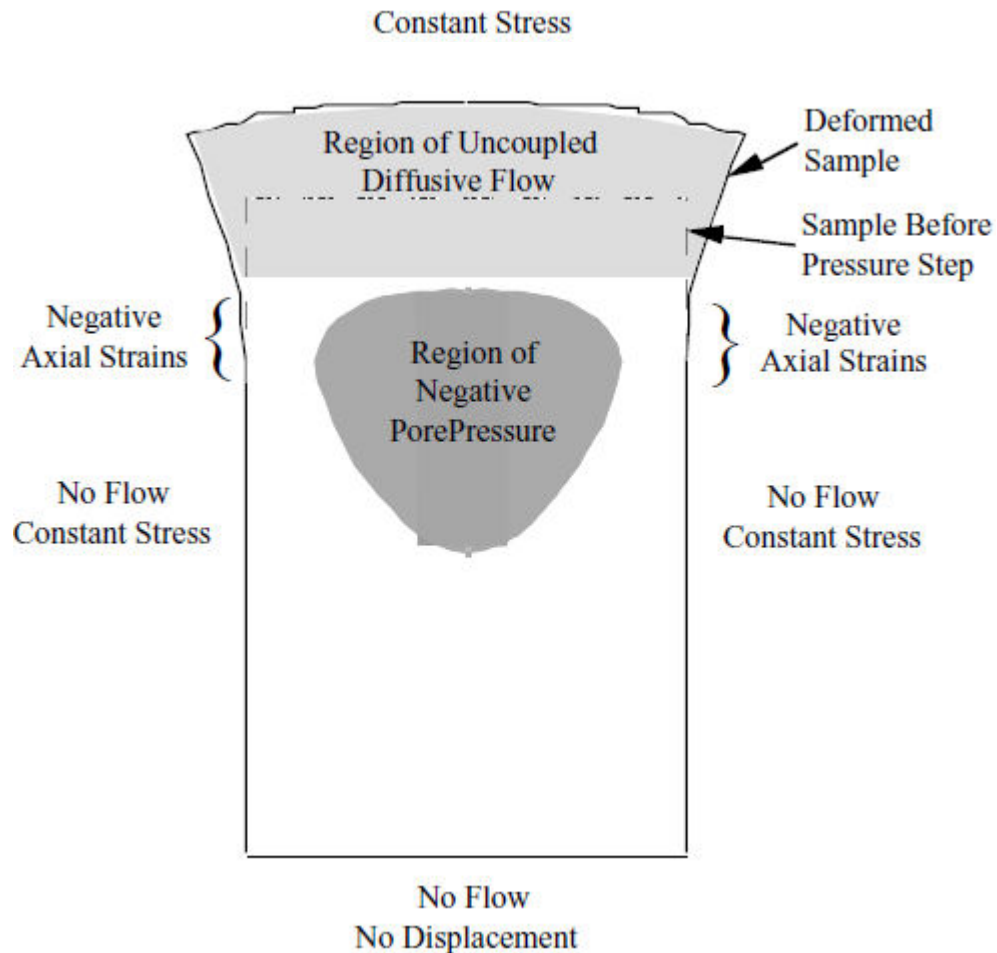 Constant Stress
Region of Uncoupled
Diffusive Flow
Deformed
Sample
Sample Before
Pressure Step
Negative
Axial Strains
Region of
Negative
PorePressure
Negative
Axial Strains
No Flow
Constant Stress
No Flow
Constant Stress
No Flow
No Displacement